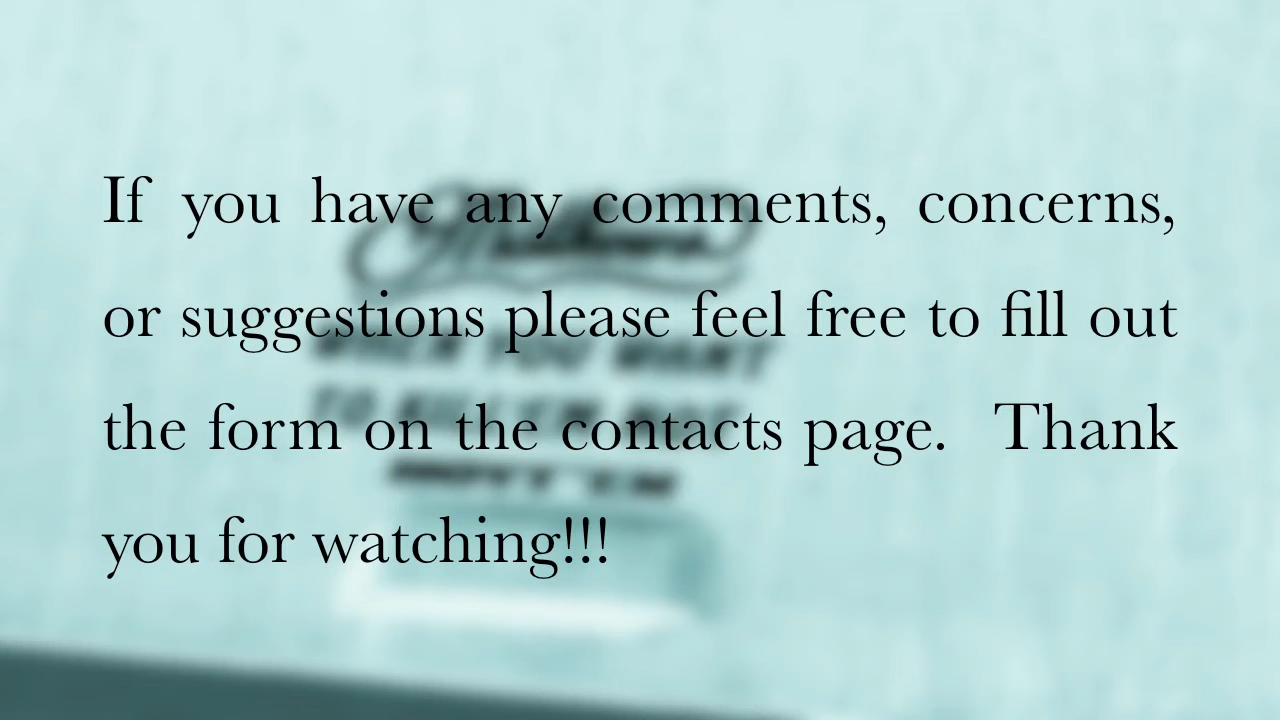 If you have any comments, concerns,
or suggestions please feel free to fill out
the form on the contacts page.  Thank
you for watching!!!